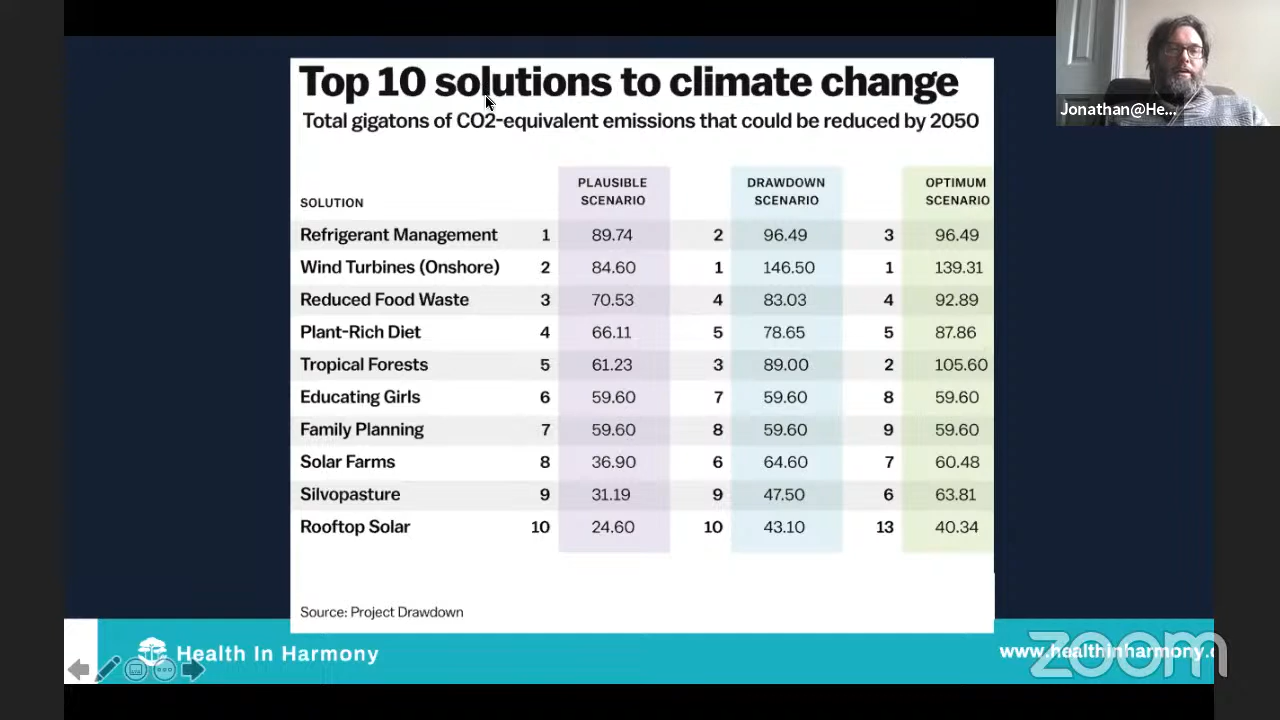 Top 10 solutions to climate change
Total gigatons of CO2-equivalent emissions that could be reduced by 2050
Jonathan@He...
SOLUTION PLAUSIBLE SCENARIO DRAWDOWN SCENARIO OPTIMUM SCENARIO
Refrigerant Management 1 89.74 2 96.49 3 96.49
Wind Turbines (Onshore) 2 84.60 1 146.50 1 139.31
Reduced Food Waste 3 70.53 4 83.03 4 92.89
Plant-Rich Diet 4 66.11 5 78.65 5 87.86
Tropical Forests 5 61.23 3 89.00 2 105.60
Educating Girls 6 59.60 7 59.60 8 59.60
Family Planning 7 59.60 8 59.60 9 59.60
Solar Farms 8 36.90 6 64.60 7 60.48
Silvopasture 9 31.19 9 47.50 6 63.81
Rooftop Solar 10 24.60 10 43.10 13 40.34
Source: Project Drawdown
Health In Harmony
www.healthinharmony.
zoom